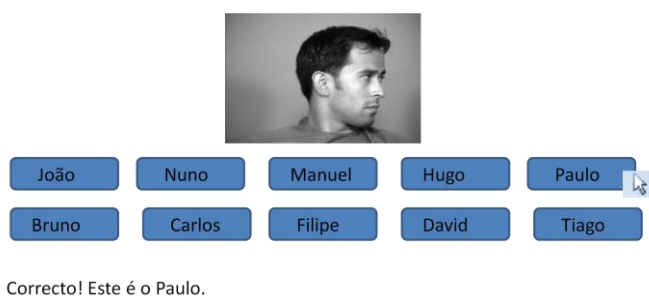 João Nuno Manuel Hugo Paulo
Bruno Carlos Filipe David Tiago
Correcto! Este é o Paulo.